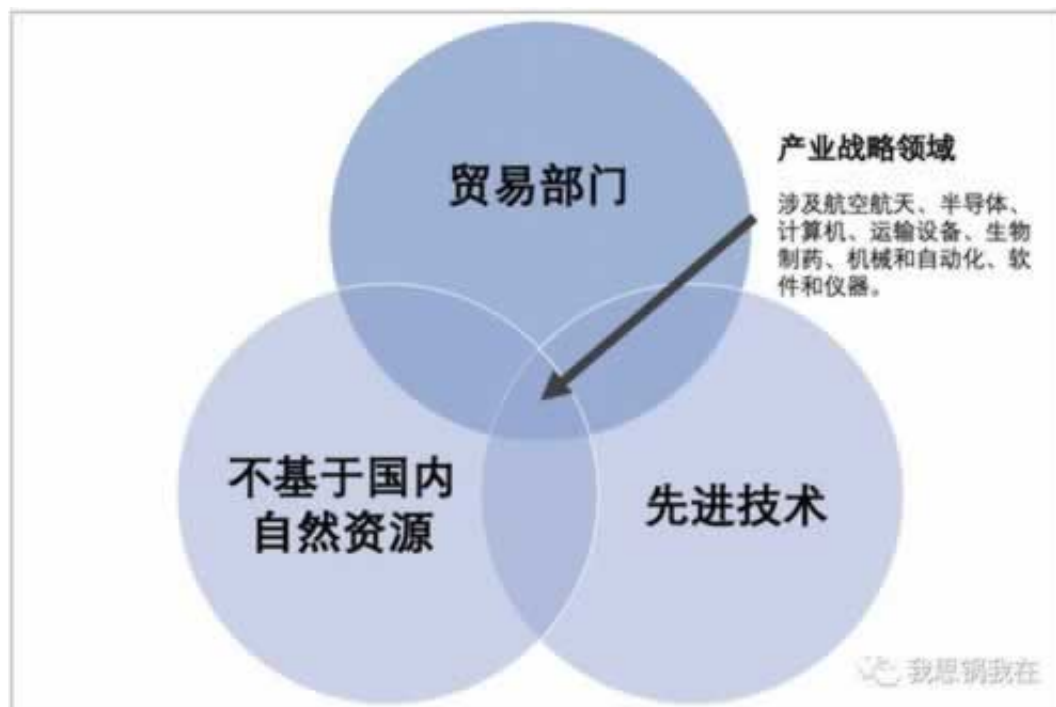 贸易部门
产业战略领域
涉及航空航天、半导体、
计算机、运输设备、生物
制药、机械和自动化、软
件和仪器。
不基于国内
自然资源
先进技术
我思锅我在